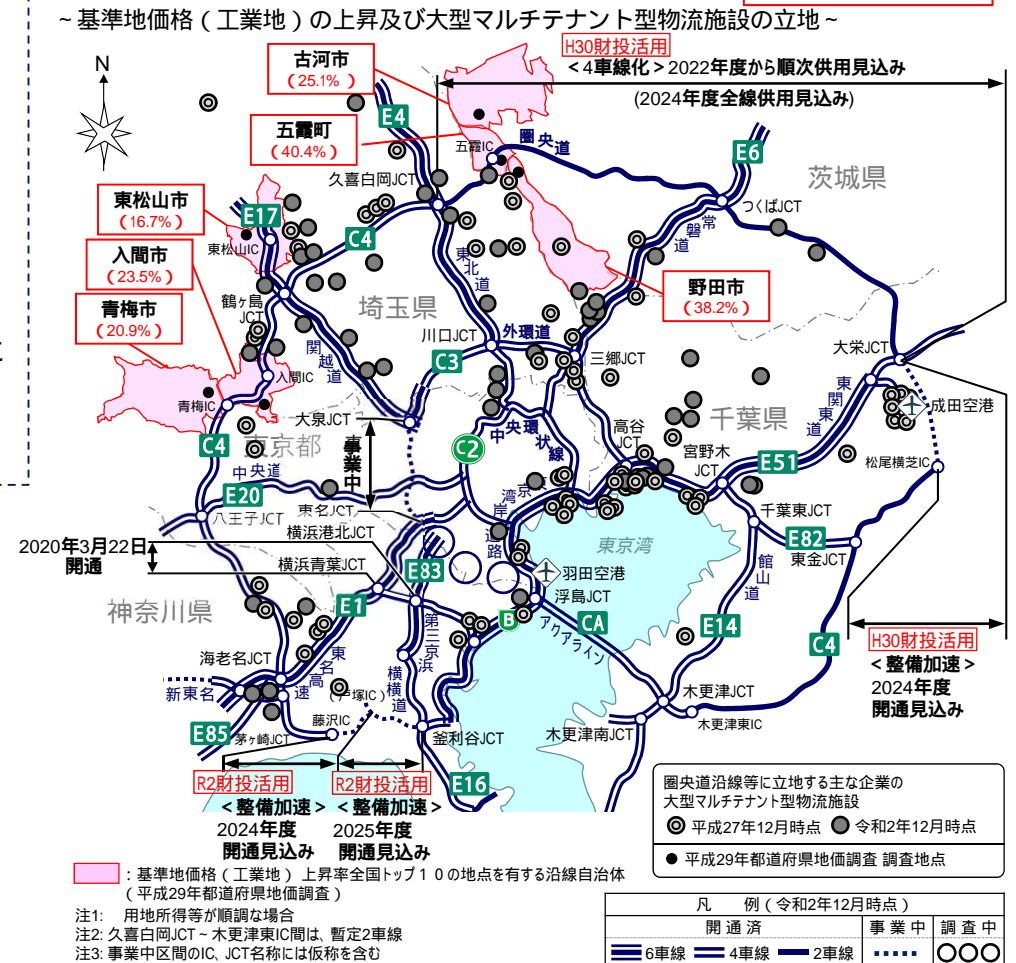 ~基準地価格(工業地)の上昇及び大型マルチテナント型物流施設の立地~
H30財投活用
<4車線化>2022年度から順次供用見込み
(2024年度全線供用見込み)
N
古河市
(25.1%)
五霞町
(40.4%)
東松山市
(16.7%)
入間市
(23.5%)
青梅市
(20.9%)
野田市
(38.2%)
E4
五霞IC
圏央道
E6
茨城県
久喜白岡JCT
つくばJCT
常磐道
E17
東松山IC
C4
東北道
鶴ヶ島
JCT
埼玉県
川口JCT
外環道
三郷JCT
大栄JCT
関越道
C3
入間IC
青梅IC
大泉JCT
事業中
中央環状線
C2
高谷
JCT
千葉県
宮野木
JCT
東関東道
成田空港
松尾横芝IC
E51
C4
東京都
中央道
E20
八王子JCT
東名JCT
東京湾岸道路
東京湾
千葉東JCT
E82
東金JCT
2020年3月22日
開通
横浜港北JCT
横浜青葉JCT
E83
羽田空港
浮島JCT
館山道
神奈川県
E1
第三京浜
B
CA
アクアライン
E14
C4
H30財投活用
<整備加速>
2024年度
開通見込み
海老名JCT
東名高速
新東名
横横道
(戸塚IC)
木更津JCT
木更津東IC
木更津南JCT
E85
茅ヶ崎JCT
藤沢IC
釜利谷JCT
E16
R2財投活用
<整備加速>
2024年度
開通見込み
R2財投活用
<整備加速>
2025年度
開通見込み
圏央道沿線等に立地する主な企業の
大型マルチテナント型物流施設
平成27年12月時点 令和2年12月時点
平成29年都道府県地価調査 調査地点
:基準地価格(工業地) 上昇率全国トップ10の地点を有する沿線自治体
(平成29年都道府県地価調査)
注1: 用地所得等が順調な場合
注2: 久喜白岡JCT~木更津東IC間は、暫定2車線
注3: 事業中区間のIC、JCT名称には仮称を含む
凡 例(令和2年12月時点)
開通済 事業中 調査中
6車線 4車線 2車線